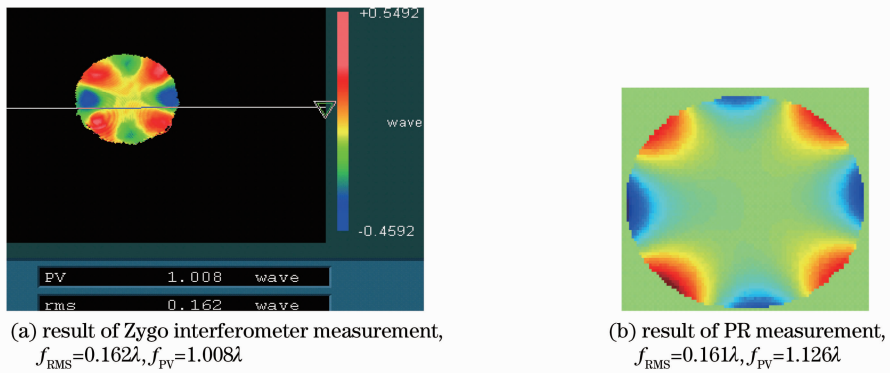 +0.5492
wave
-0.4592
PV 1.008 wave
rms 0.162 wave
(a) result of Zygo interferometer measurement,
f_RMS=0.162λ, f_PV=1.008λ
(b) result of PR measurement,
f_RMS=0.161λ, f_PV=1.126λ